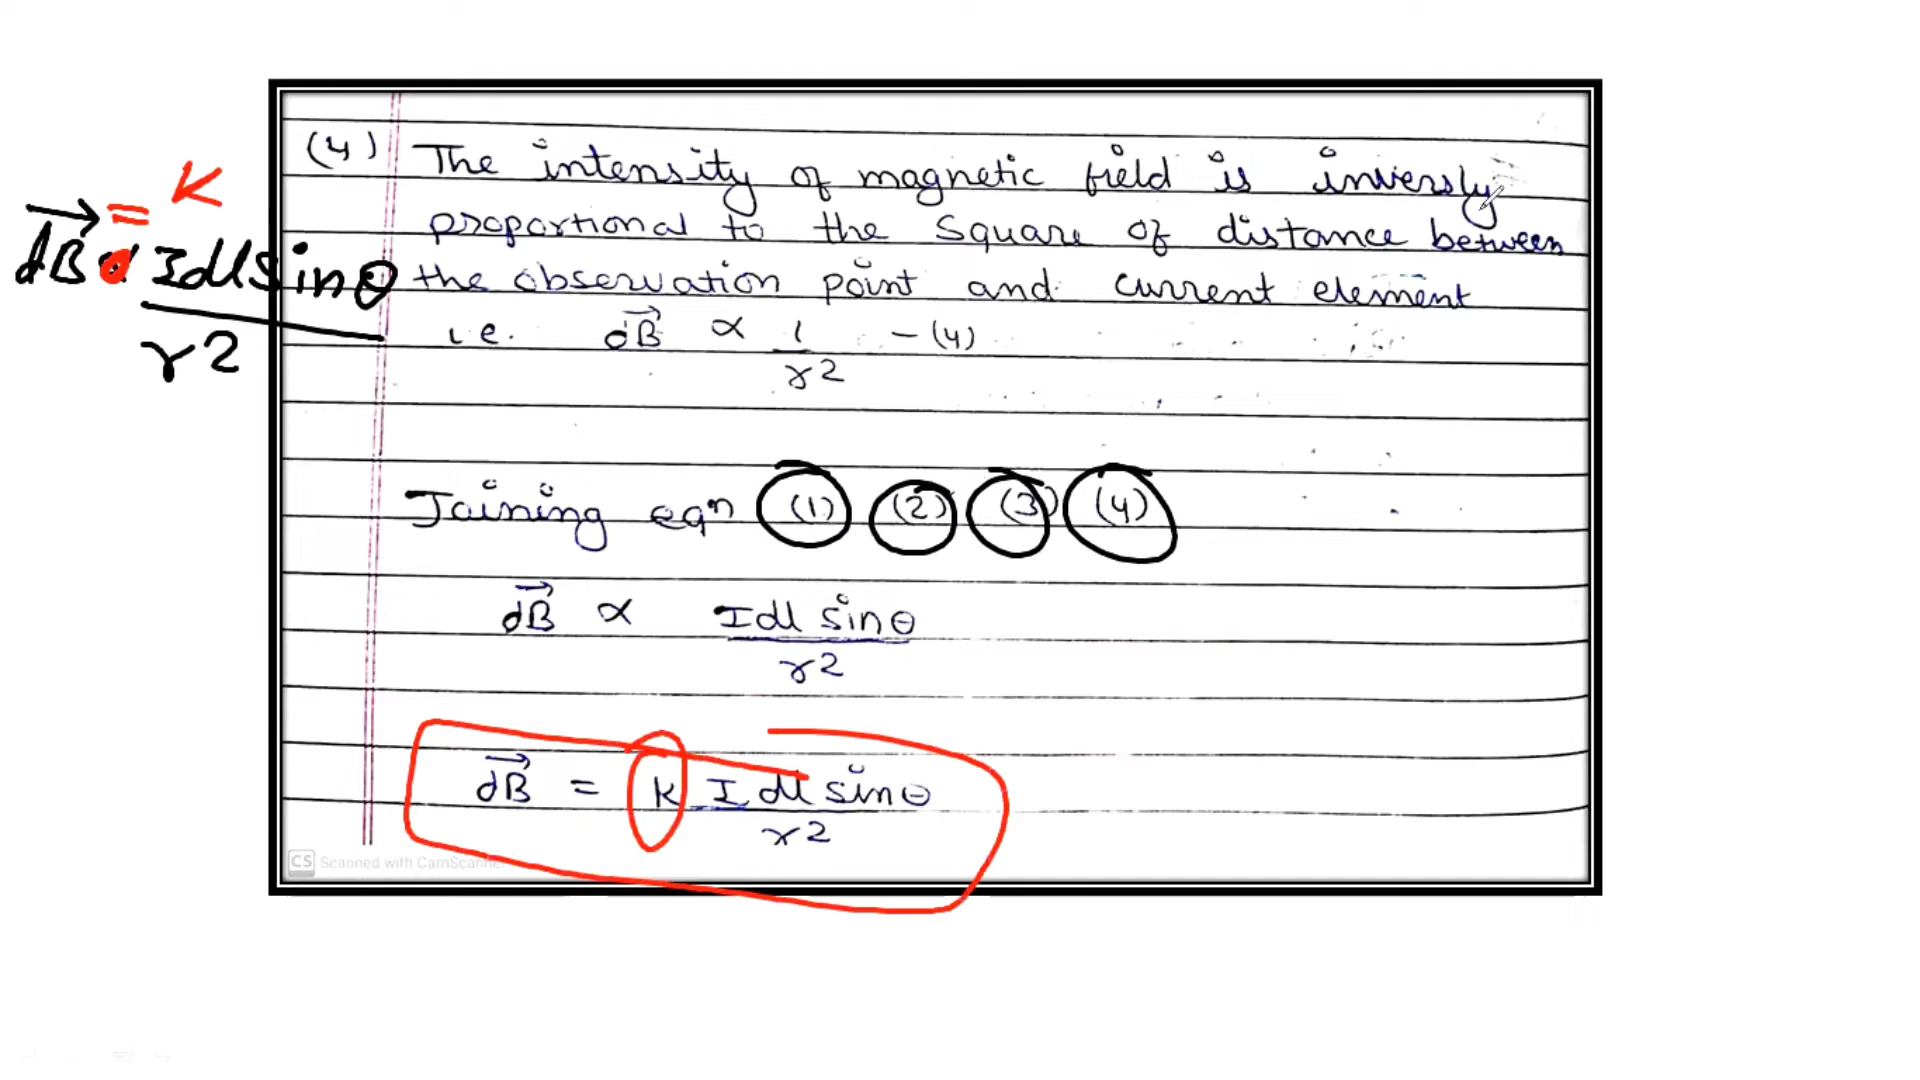 (4) The intensity of magnetic field is inversly
proportional to the square of distance between
the observation point and current element
i.e. dB⃗ ∝ 1/r2 -(4)
Joining eqn (1) (2) (3) (4)
dB⃗ ∝ Idl sinθ/r2
dB⃗ = k Idl sinθ/r2
CS Scanned with CamScanner
= K
dB⃗ Idl sinθ
r2